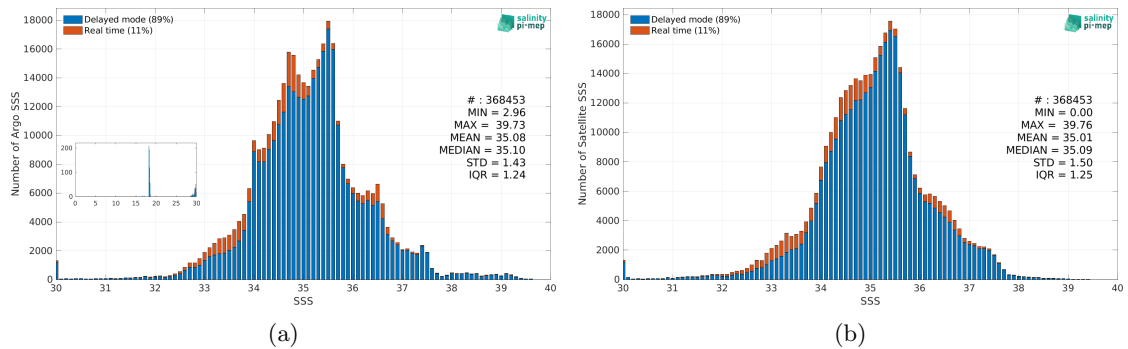 Delayed mode (89%)
Real time (11%)
salinity
pi-mep
18000
16000
14000
12000
10000
8000
6000
4000
2000
0
Number of Argo SSS
# : 368453
MIN = 2.96
MAX = 39.73
MEAN = 35.08
MEDIAN = 35.10
STD = 1.43
IQR = 1.24
200
100
0
0 5 10 15 20 25 30
30 31 32 33 34 35 36 37 38 39 40
SSS
(a)
Delayed mode (89%)
Real time (11%)
salinity
pi-mep
18000
16000
14000
12000
10000
8000
6000
4000
2000
0
Number of Satellite SSS
# : 368453
MIN = 0.00
MAX = 39.76
MEAN = 35.01
MEDIAN = 35.09
STD = 1.50
IQR = 1.25
30 31 32 33 34 35 36 37 38 39 40
SSS
(b)